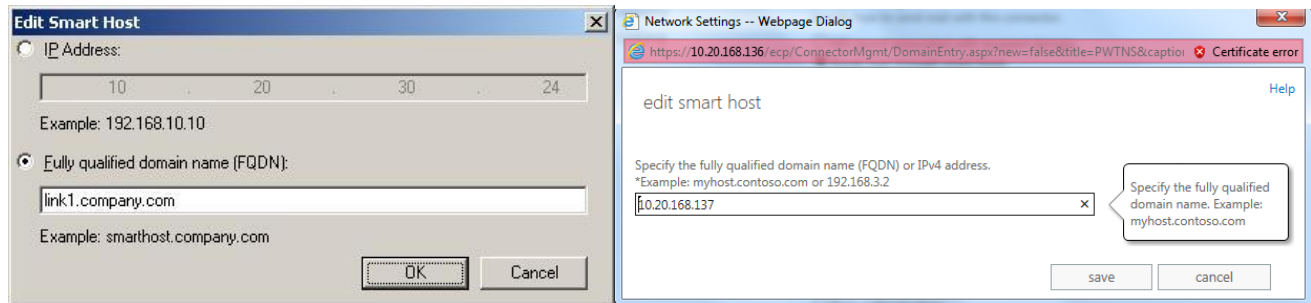 Edit Smart Host
IP Address:
10 . 20 . 30 . 24
Example: 192.168.10.10
Fully qualified domain name (FQDN):
link1.company.com
Example: smarthost.company.com
OK Cancel
Network Settings -- Webpage Dialog
https://10.20.168.136/ecp/ConnectorMgmt/DomainEntry.aspx?new=false&title=PWTNS&caption Certificate error
Help
edit smart host
Specify the fully qualified domain name (FQDN) or IPv4 address.
*Example: myhost.contoso.com or 192.168.3.2
10.20.168.137
Specify the fully qualified
domain name. Example:
myhost.contoso.com
save cancel